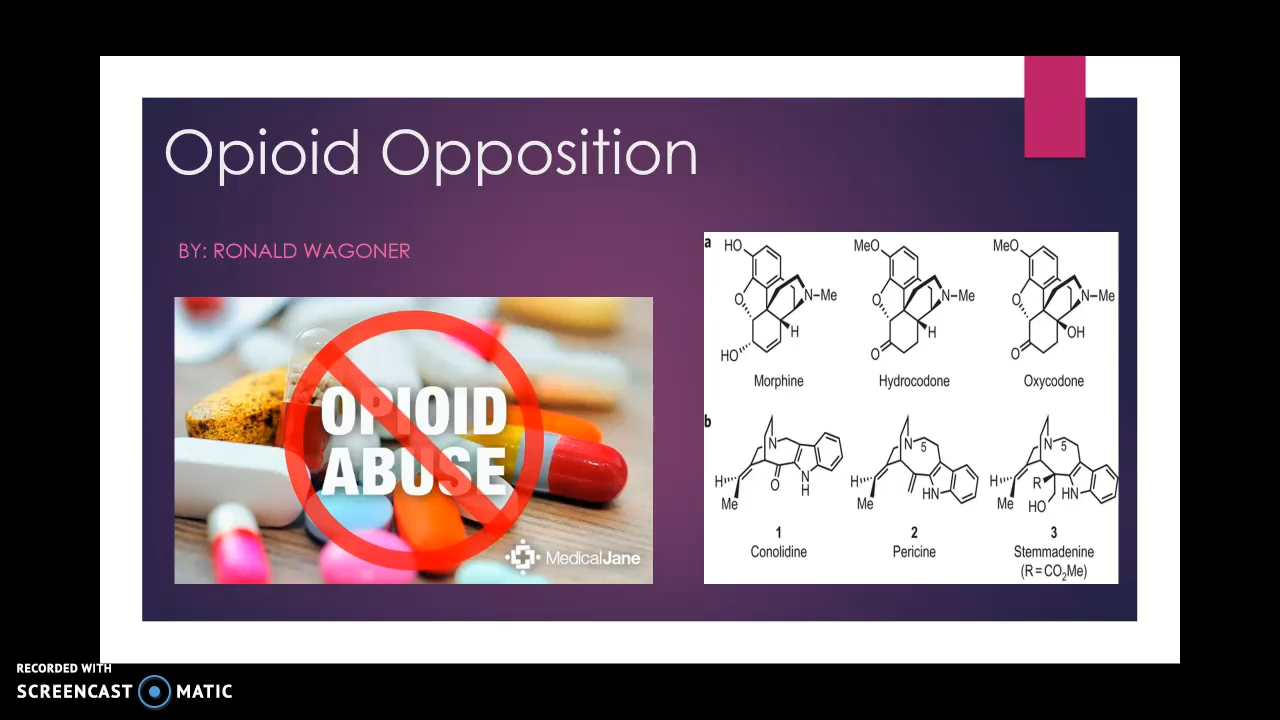 Opioid Opposition
BY: RONALD WAGONER
OPIOID
ABUSE
MedicalJane
a
HO
MeO
MeO
O
N–Me
O
N–Me
O
N–Me
H
H
OH
HO
O
O
Morphine
Hydrocodone
Oxycodone
b
N
N
5
N
5
H
O
N
H
H
HN
H
R
HN
Me
Me
Me
HO
1
2
3
Conolidine
Pericine
Stemmadenine
(R=CO2Me)
RECORDED WITH
SCREENCAST MATIC